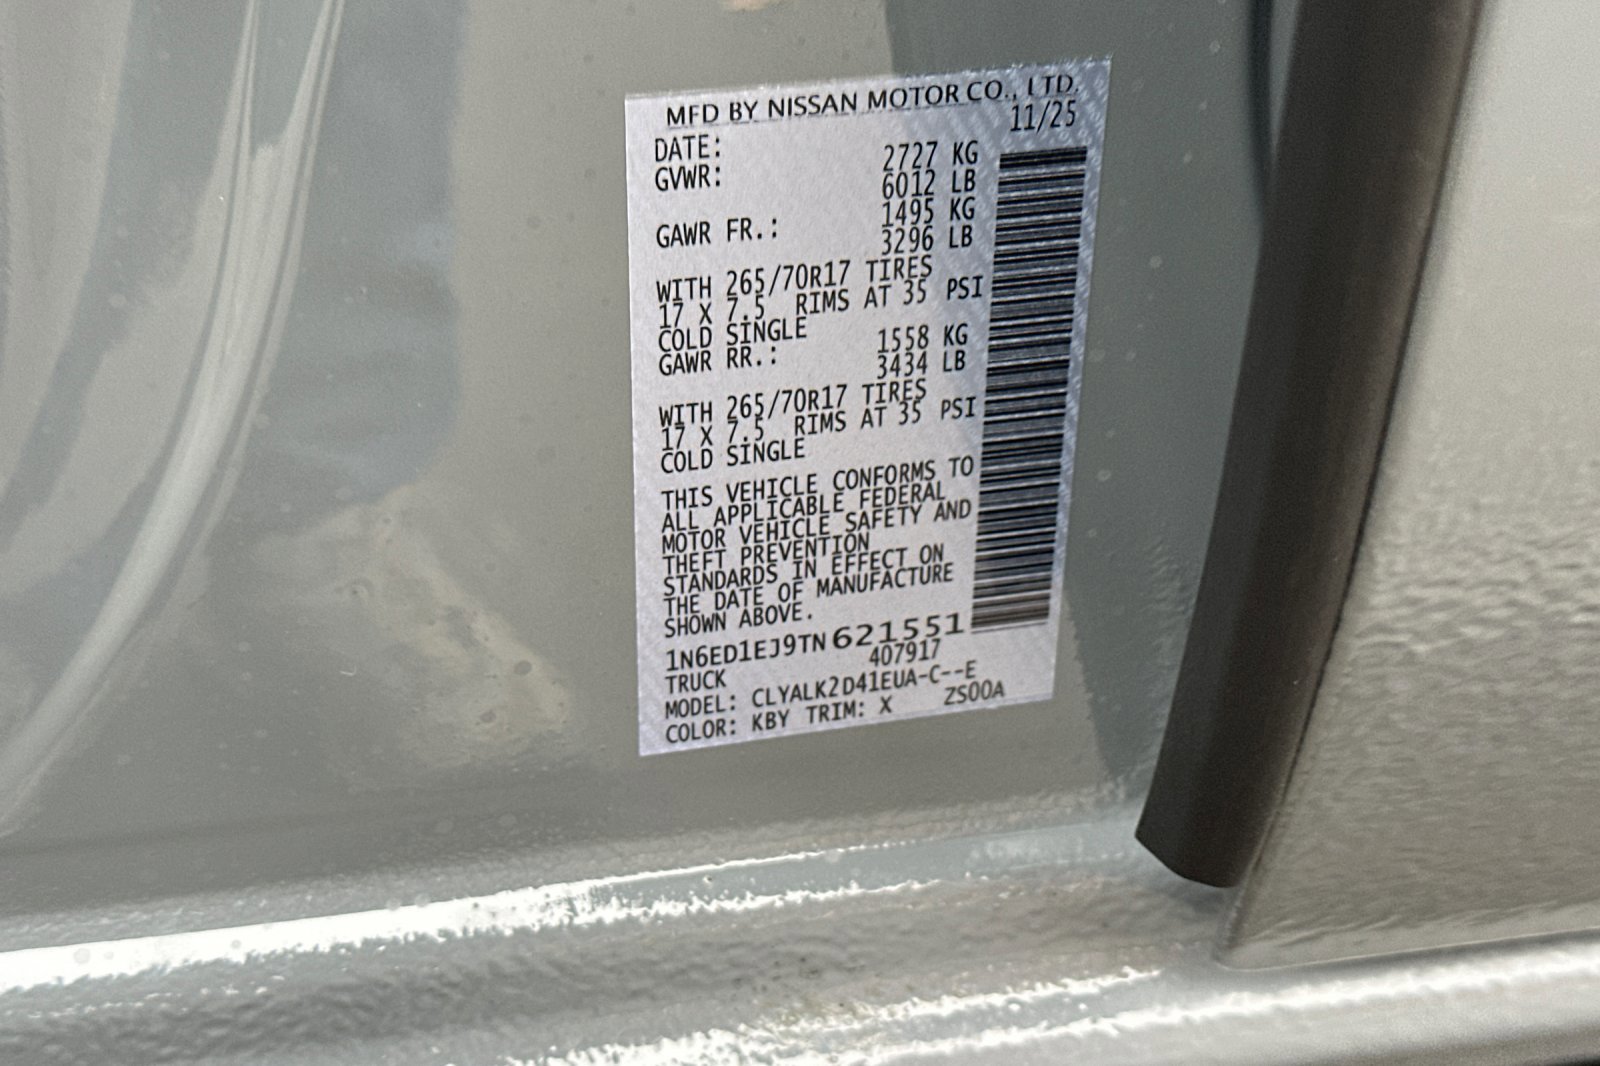 MFD BY NISSAN MOTOR CO., LTD.
DATE: 11/25
GVWR: 2727 KG
6012 LB
GAWR FR.: 1495 KG
3296 LB
WITH 265/70R17 TIRES
17 X 7.5 RIMS AT 35 PSI
COLD SINGLE
GAWR RR.: 1558 KG
3434 LB
WITH 265/70R17 TIRES
17 X 7.5 RIMS AT 35 PSI
COLD SINGLE
THIS VEHICLE CONFORMS TO
ALL APPLICABLE FEDERAL
MOTOR VEHICLE SAFETY AND
THEFT PREVENTION
STANDARDS IN EFFECT ON
THE DATE OF MANUFACTURE
SHOWN ABOVE.
1N6ED1EJ9TN621551
TRUCK 407917
MODEL: CLYALK2D41EUA-C--E
COLOR: KBY TRIM: X ZS00A